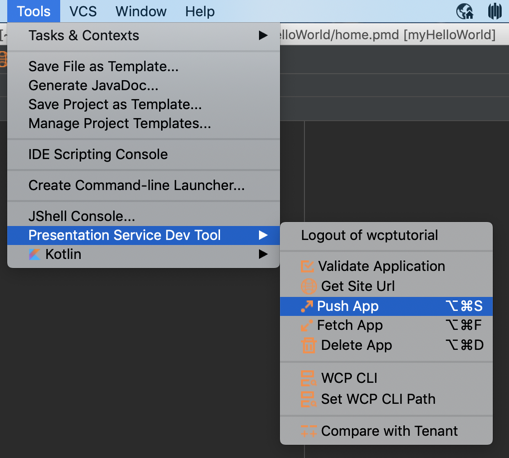 Tools VCS Window Help
elloWorld/home.pmd [myHelloWorld]
Tasks & Contexts
Save File as Template...
Generate JavaDoc...
Save Project as Template...
Manage Project Templates...
IDE Scripting Console
Create Command-line Launcher...
JShell Console...
Presentation Service Dev Tool
Kotlin
Logout of wcptutorial
Validate Application
Get Site Url
Push App ⌥⌘S
Fetch App ⌥⌘F
Delete App ⌥⌘D
WCP CLI
Set WCP CLI Path
Compare with Tenant